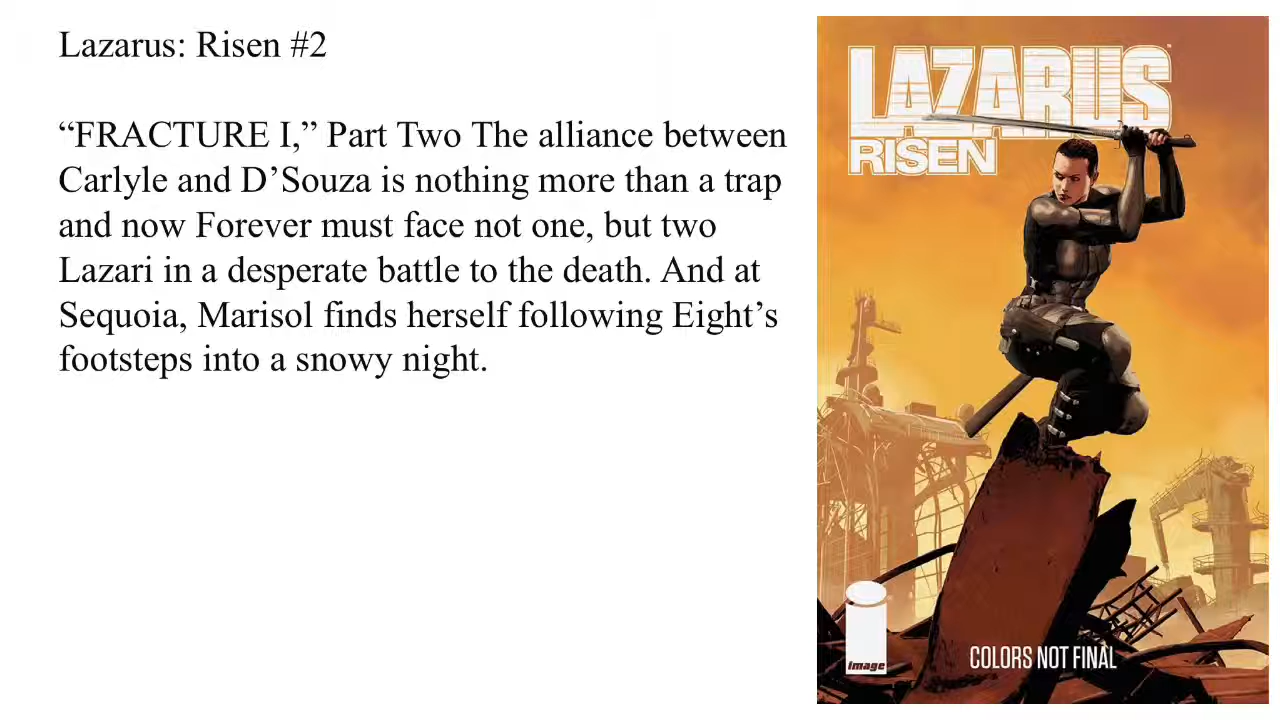 Lazarus: Risen #2
“FRACTURE I,” Part Two The alliance between
Carlyle and D’Souza is nothing more than a trap
and now Forever must face not one, but two
Lazari in a desperate battle to the death. And at
Sequoia, Marisol finds herself following Eight’s
footsteps into a snowy night.
LAZARUS
RISEN
image
COLORS NOT FINAL